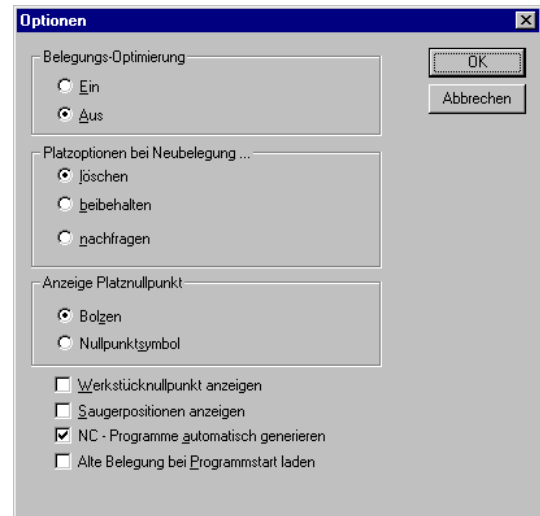 Optionen
Belegungs-Optimierung
Ein
Aus
OK
Abbrechen
Platzoptionen bei Neubelegung ...
löschen
beibehalten
nachfragen
Anzeige Platznullpunkt
Bolzen
Nullpunktsymbol
Werkstücknullpunkt anzeigen
Saugerpositionen anzeigen
NC - Programme automatisch generieren
Alte Belegung bei Programmstart laden